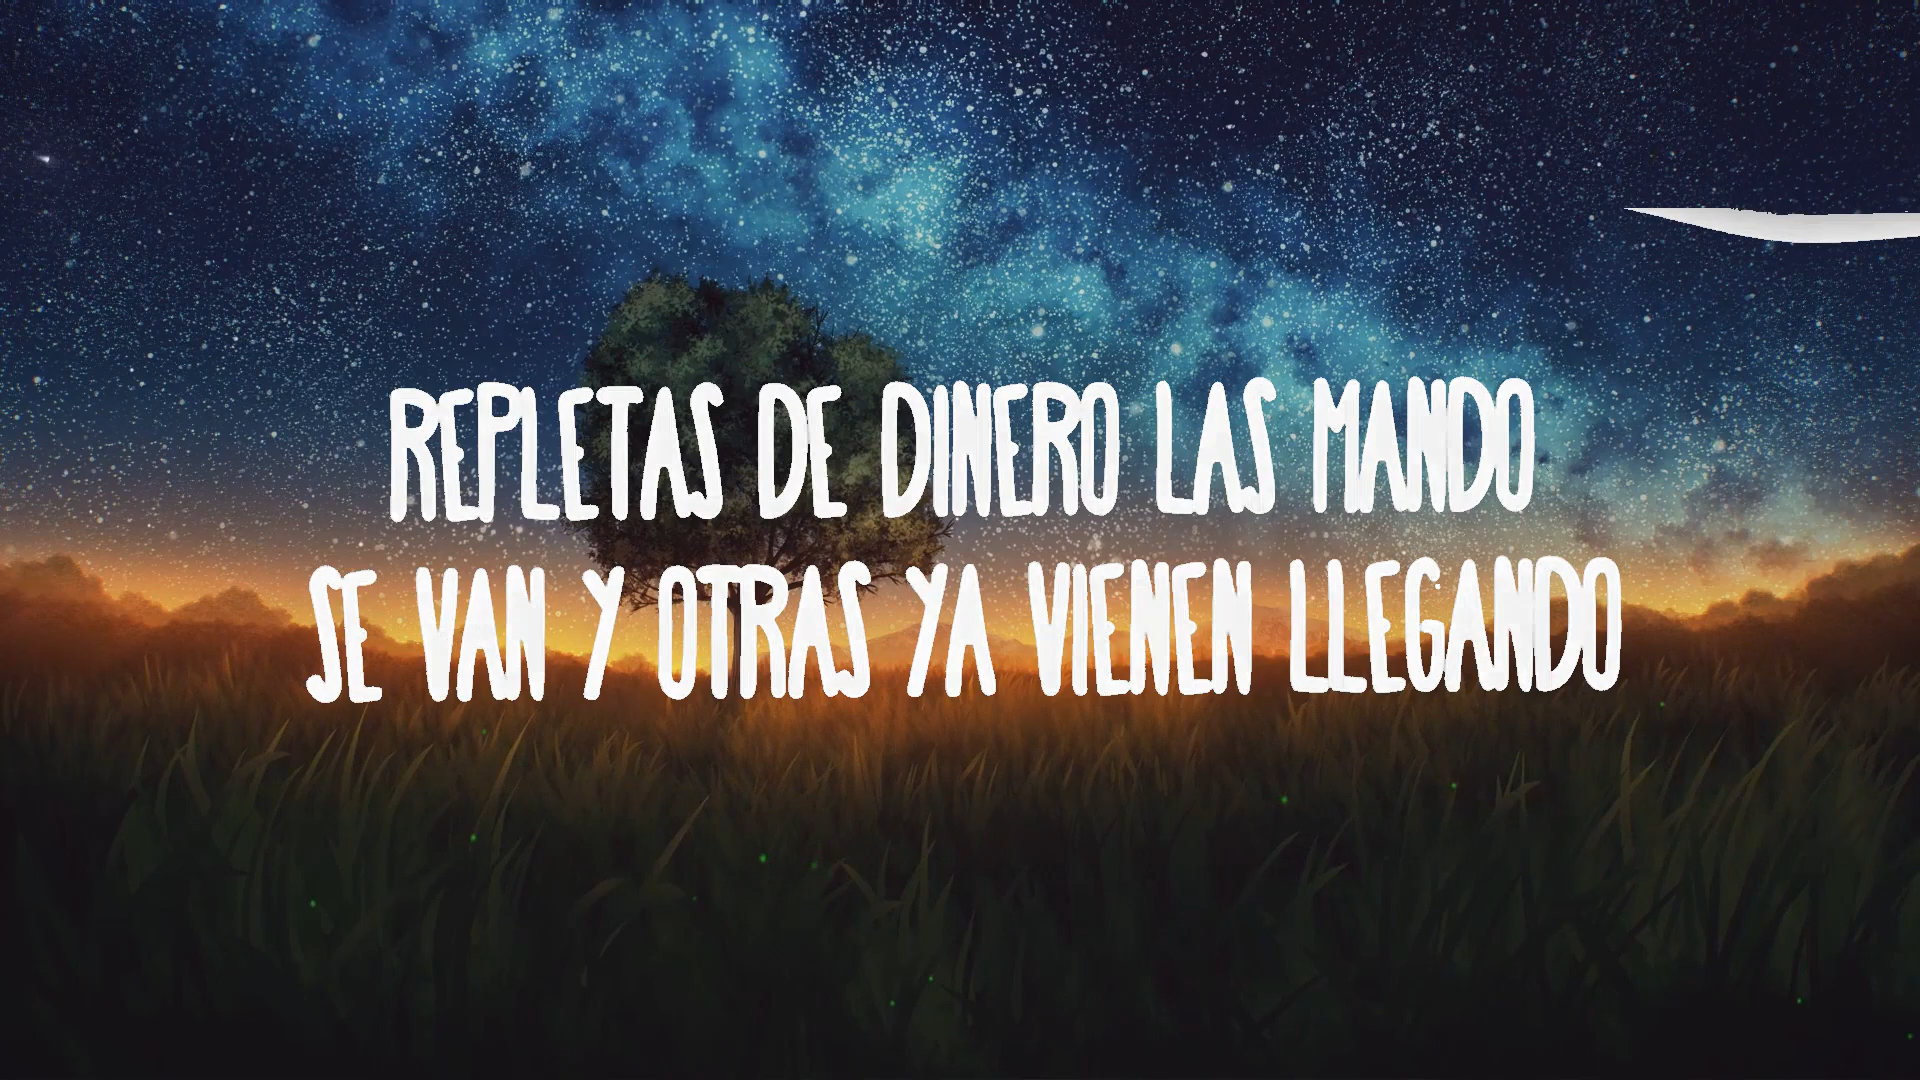 REPLETAS DE DINERO LAS MANDO
SE VAN Y OTRAS YA VIENEN LLEGANDO